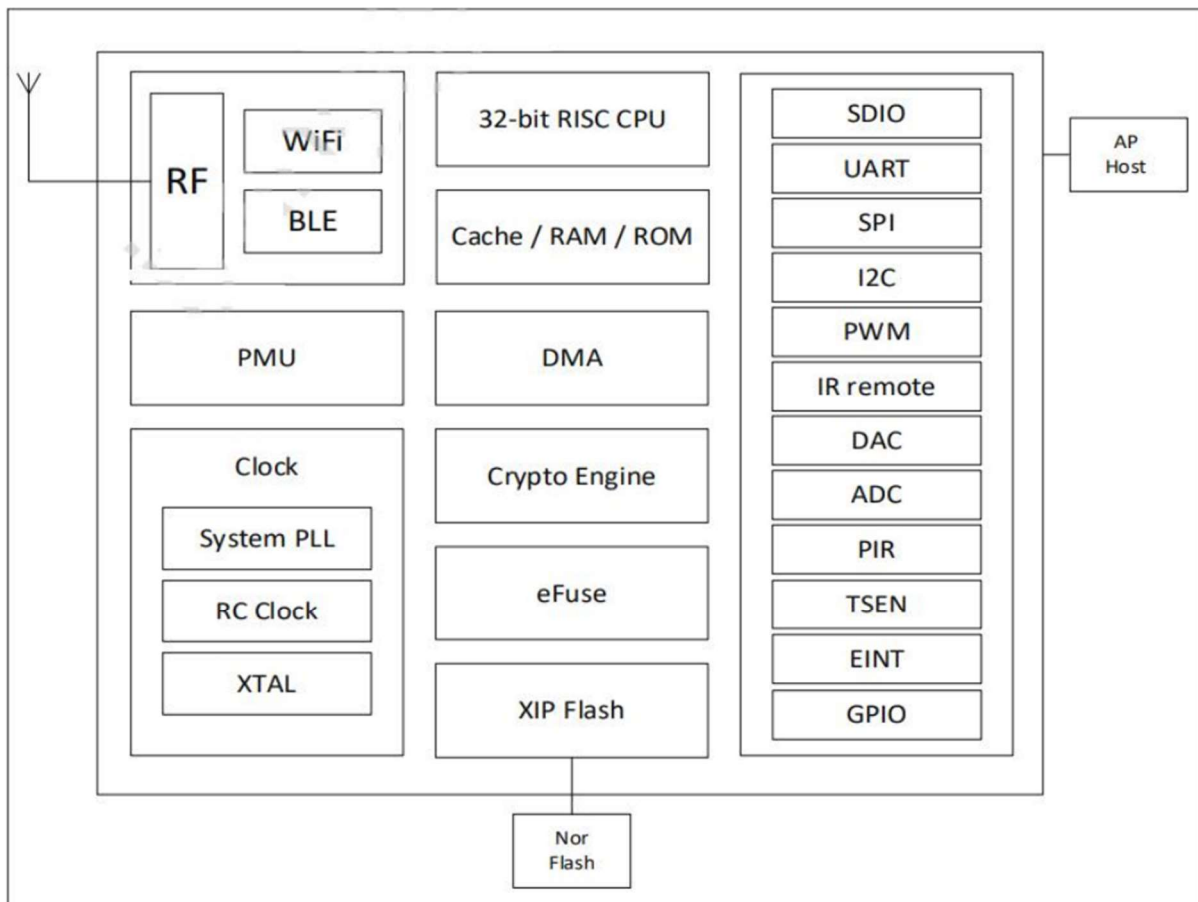 RF
WiFi
BLE
PMU
Clock
System PLL
RC Clock
XTAL
32-bit RISC CPU
Cache / RAM / ROM
DMA
Crypto Engine
eFuse
XIP Flash
Nor
Flash
SDIO
UART
SPI
I2C
PWM
IR remote
DAC
ADC
PIR
TSEN
EINT
GPIO
AP
Host